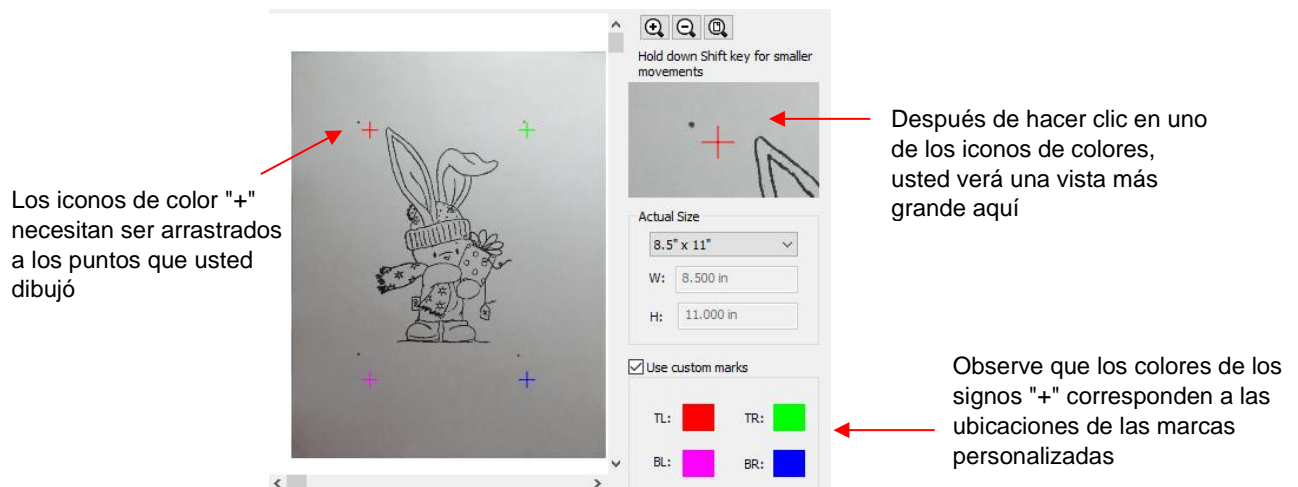 Los iconos de color "+"
necesitan ser arrastrados
a los puntos que usted
dibujó
Hold down Shift key for smaller
movements
Después de hacer clic en uno
de los iconos de colores,
usted verá una vista más
grande aquí
Actual Size
8.5" x 11"
W: 8.500 in
H: 11.000 in
Use custom marks
TL: TR:
BL: BR:
Observe que los colores de los
signos "+" corresponden a las
ubicaciones de las marcas
personalizadas